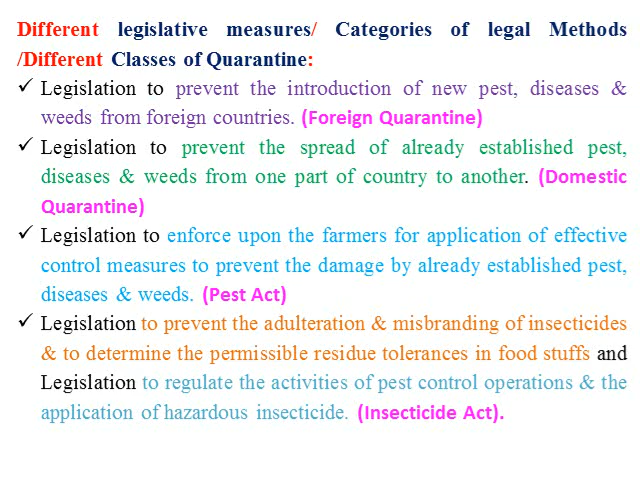 Different legislative measures/ Categories of legal Methods
/Different Classes of Quarantine:
✓ Legislation to prevent the introduction of new pest, diseases &
weeds from foreign countries. (Foreign Quarantine)
✓ Legislation to prevent the spread of already established pest,
diseases & weeds from one part of country to another. (Domestic
Quarantine)
✓ Legislation to enforce upon the farmers for application of effective
control measures to prevent the damage by already established pest,
diseases & weeds. (Pest Act)
✓ Legislation to prevent the adulteration & misbranding of insecticides
& to determine the permissible residue tolerances in food stuffs and
Legislation to regulate the activities of pest control operations & the
application of hazardous insecticide. (Insecticide Act).